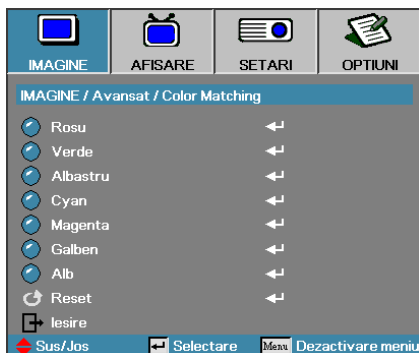 IMAGINE AFISARE SETARI OPTIUNI
IMAGINE / Avansat / Color Matching
Rosu
Verde
Albastru
Cyan
Magenta
Galben
Alb
Reset
Iesire
Sus/Jos Selectare Menu Dezactivare meniu